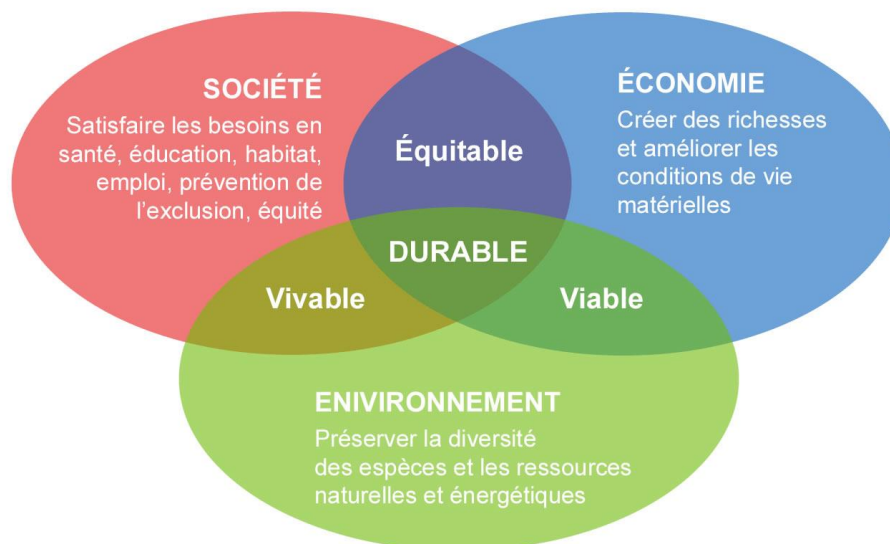 SOCIÉTÉ
Satisfaire les besoins en
santé, éducation, habitat,
emploi, prévention de
l'exclusion, équité
ÉCONOMIE
Créer des richesses
et améliorer les
conditions de vie
matérielles
Équitable
DURABLE
Vivable
Viable
ENIVIRONNEMENT
Préserver la diversité
des espèces et les ressources
naturelles et énergétiques